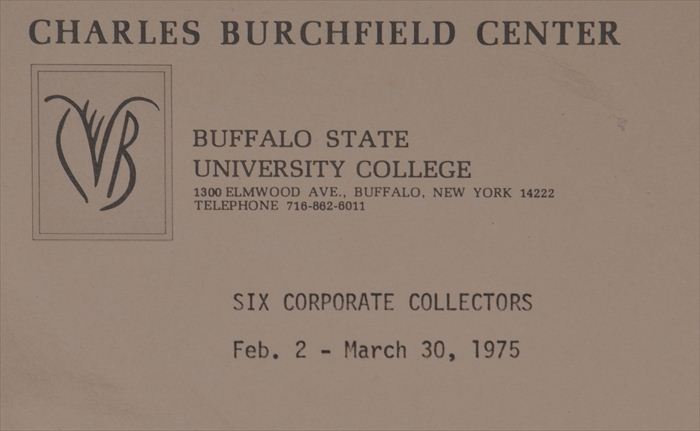 CHARLES BURCHFIELD CENTER
CWB
BUFFALO STATE
UNIVERSITY COLLEGE
1300 ELMWOOD AVE., BUFFALO, NEW YORK 14222
TELEPHONE 716-862-6011
SIX CORPORATE COLLECTORS
Feb. 2 - March 30, 1975